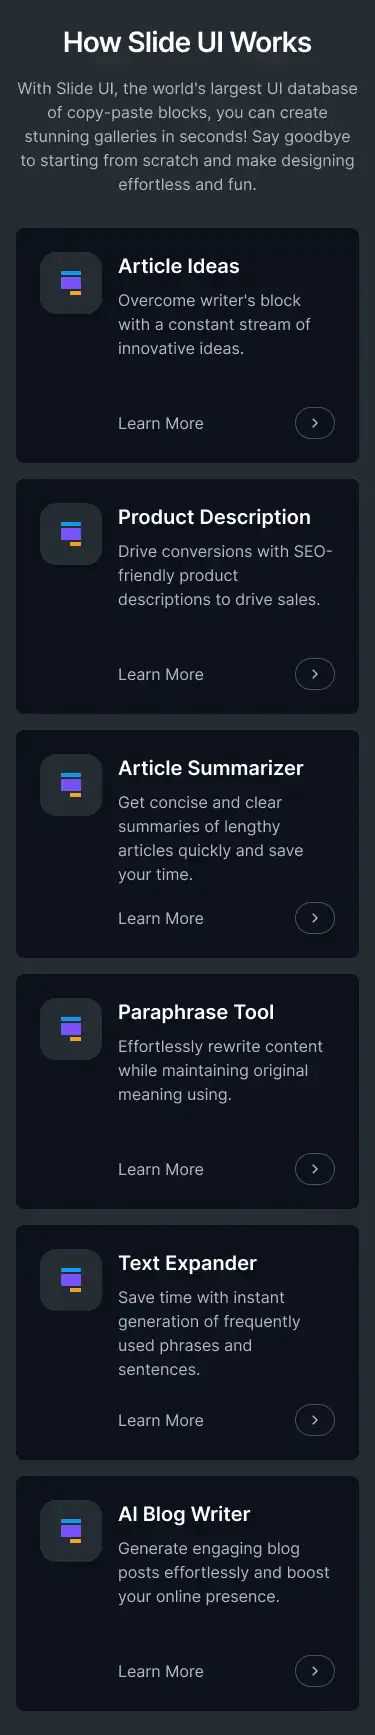 How Slide UI Works
With Slide UI, the world's largest UI database
of copy-paste blocks, you can create
stunning galleries in seconds! Say goodbye
to starting from scratch and make designing
effortless and fun.
Article Ideas
Overcome writer's block
with a constant stream of
innovative ideas.
Learn More
Product Description
Drive conversions with SEO-
friendly product
descriptions to drive sales.
Learn More
Article Summarizer
Get concise and clear
summaries of lengthy
articles quickly and save
your time.
Learn More
Paraphrase Tool
Effortlessly rewrite content
while maintaining original
meaning using.
Learn More
Text Expander
Save time with instant
generation of frequently
used phrases and
sentences.
Learn More
AI Blog Writer
Generate engaging blog
posts effortlessly and boost
your online presence.
Learn More